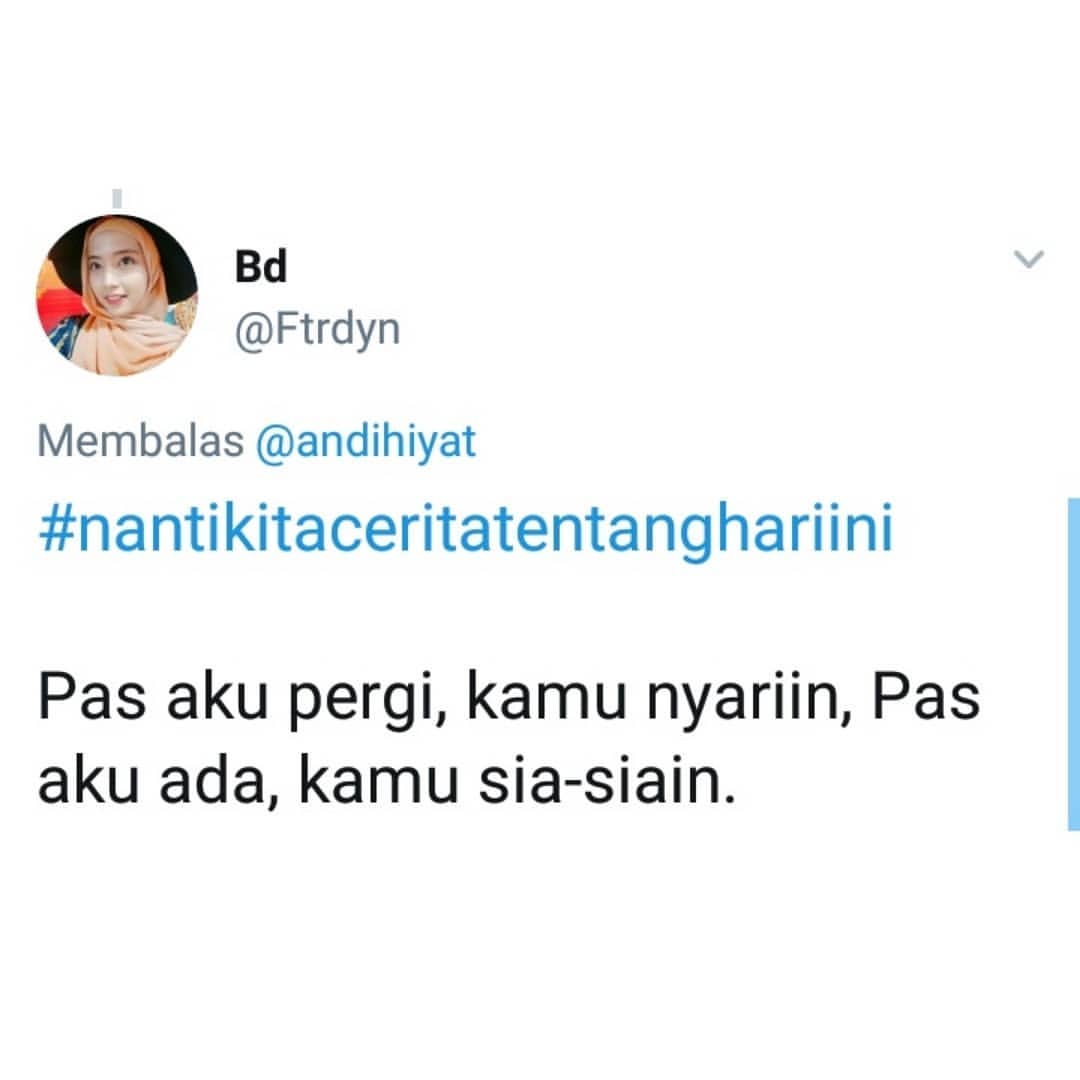 Bd
@Ftrdyn
Membalas @andihiyat
#nantikitaceritatentanghariini
Pas aku pergi, kamu nyariin, Pas
aku ada, kamu sia-siain.